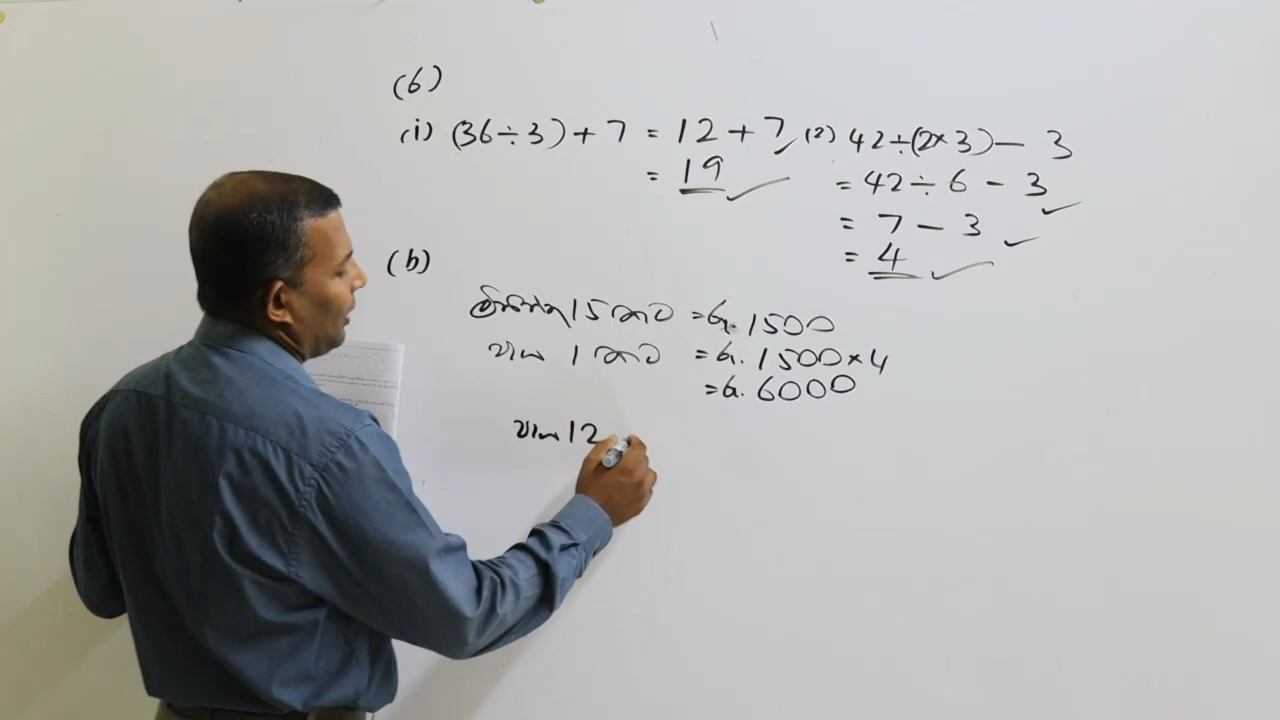 (6)
(i) (36÷3)+7 = 12+7
= 19
(2) 42÷(2×3)-3
= 42÷6-3
= 7-3
= 4
(b)
මිනිත්තු 15 කට = රු. 1500
පැය 1 කට = රු. 1500×4
= රු. 6000
පැය 12